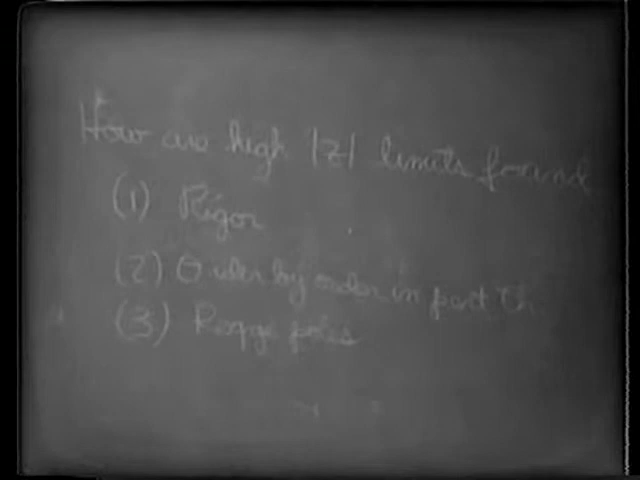 How are high |z| limits found
(1) Rigor
(2) Order by order in pert th
(3) Regge poles